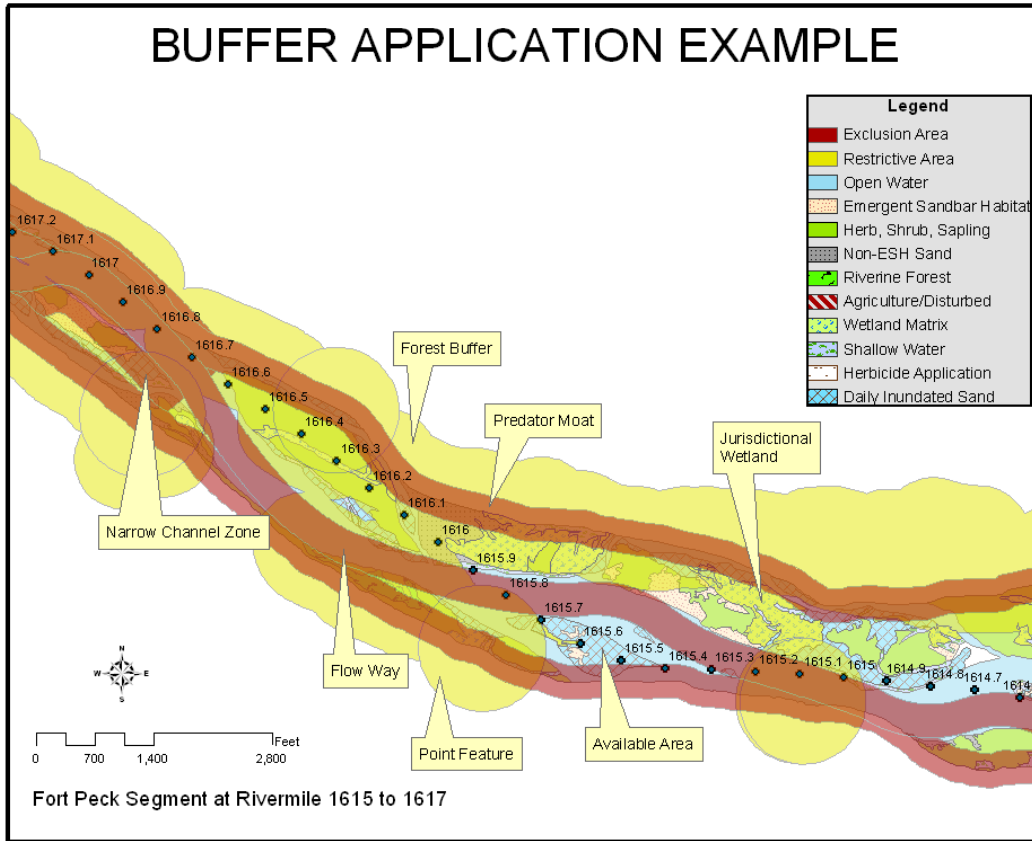 BUFFER APPLICATION EXAMPLE
Legend
Exclusion Area
Restrictive Area
Open Water
Emergent Sandbar Habitat
Herb, Shrub, Sapling
Non-ESH Sand
Riverine Forest
Agriculture/Disturbed
Wetland Matrix
Shallow Water
Herbicide Application
Daily Inundated Sand
1617.2
1617.1
1617
1616.9
1616.8
1616.7
1616.6
1616.5
1616.4
1616.3
1616.2
1616.1
1616
1615.9
1615.8
1615.7
1615.6
1615.5
1615.4
1615.3
1615.2
1615.1
1615
1614.9
1614.8
1614.7
1614
Forest Buffer
Predator Moat
Jurisdictional
Wetland
Narrow Channel Zone
Flow Way
Point Feature
Available Area
N
W
E
S
Feet
0
700
1,400
2,800
Fort Peck Segment at Rivermile 1615 to 1617